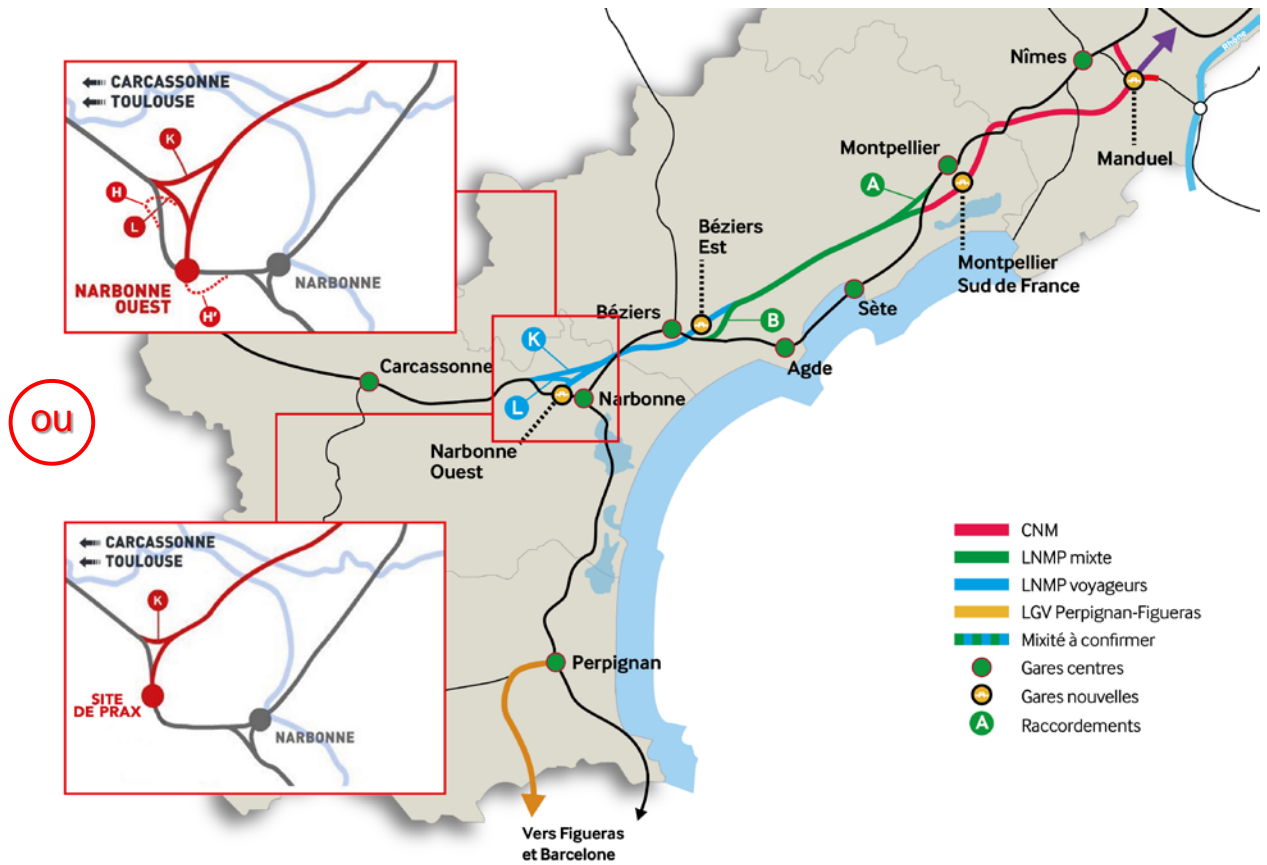 CARCASSONNE
TOULOUSE
K
H
L
NARBONNE
OUEST
NARBONNE
H'
ou
CARCASSONNE
TOULOUSE
K
SITE
DE PRAX
NARBONNE
Nîmes
Rhône
Manduel
Montpellier
A
Montpellier
Sud de France
Béziers
Est
Béziers
B
Sète
Agde
K
L
Carcassonne
Narbonne
Narbonne
Ouest
Perpignan
Vers Figueras
et Barcelone
CNM
LNMP mixte
LNMP voyageurs
LGV Perpignan-Figueras
Mixité à confirmer
Gares centres
Gares nouvelles
A
Raccordements